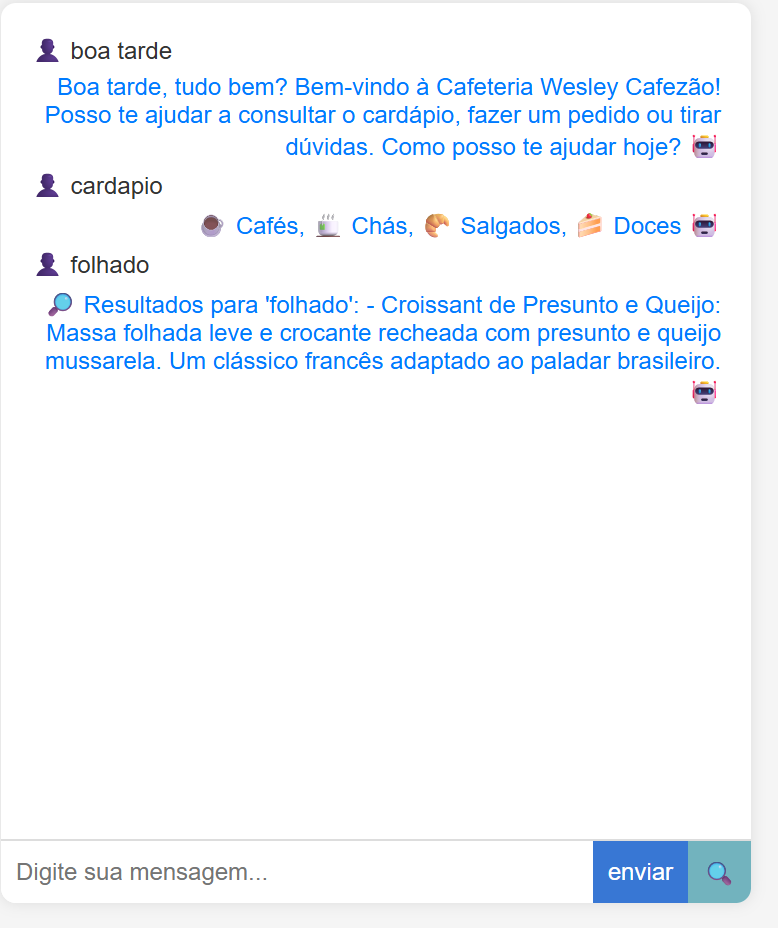 boa tarde
Boa tarde, tudo bem? Bem-vindo à Cafeteria Wesley Cafezão!
Posso te ajudar a consultar o cardápio, fazer um pedido ou tirar
dúvidas. Como posso te ajudar hoje?
cardapio
Cafés, Chás, Salgados, Doces
folhado
Resultados para 'folhado': - Croissant de Presunto e Queijo:
Massa folhada leve e crocante recheada com presunto e queijo
mussarela. Um clássico francês adaptado ao paladar brasileiro.
Digite sua mensagem...
enviar